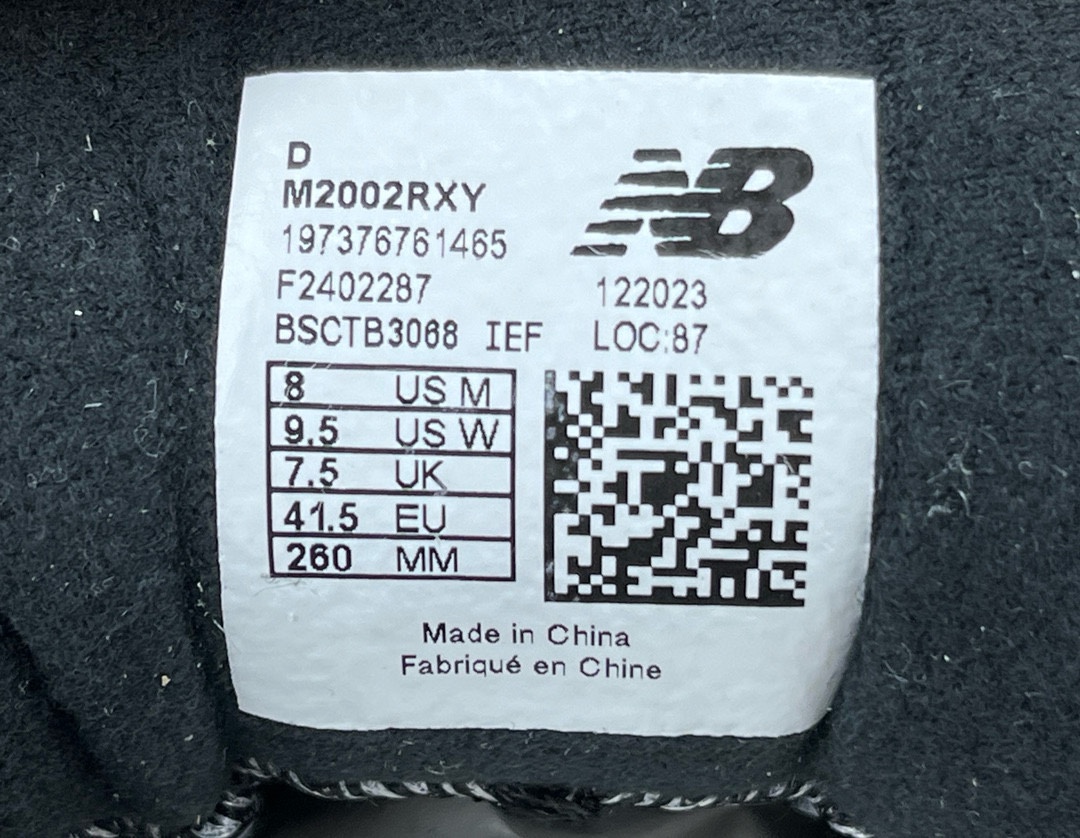 D
M2002RXY
NB
197376761465
F2402287 122023
BSCTB3068 IEF LOC:87
8 US M
9.5 US W
7.5 UK
41.5 EU
260 MM
Made in China
Fabriqué en Chine